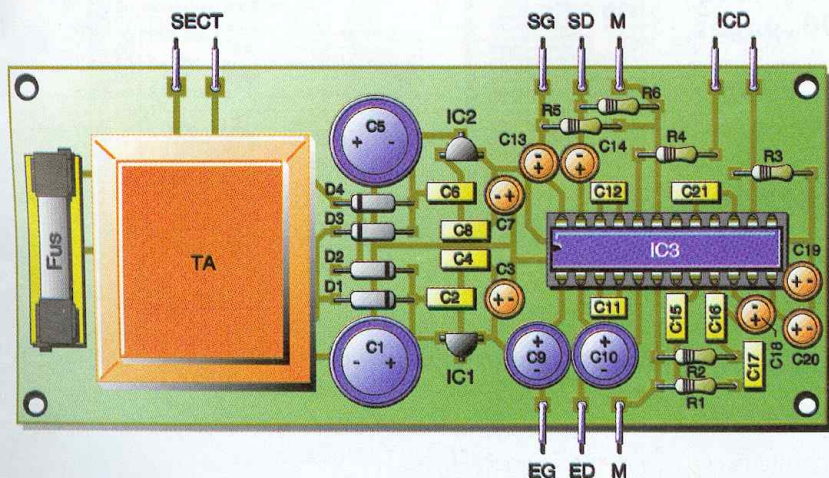 SECT
SG SD M ICD
R6
R5
C5
IC2
C13
C14
R4
R3
D4
C6
C7
C12
C21
D3
C8
Fus
TA
IC3
D2
C4
C19
D1
C2
C3
C11
C15
C16
C18
C20
C1
IC1
C9
C10
R2
C17
R1
EG ED M